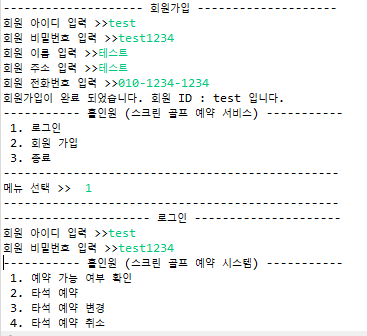 -------------------- 회원가입 --------------------
회원 아이디 입력 >>test
회원 비밀번호 입력 >>test1234
회원 이름 입력 >>테스트
회원 주소 입력 >>테스트
회원 전화번호 입력 >>010-1234-1234
회원가입이 완료 되었습니다. 회원 ID : test 입니다.
----------- 홀인원 (스크린 골프 예약 서비스) -----------
1. 로그인
2. 회원 가입
3. 종료
------------------------------------------------
메뉴 선택 >> 1
------------------------------------------------
--------------------- 로그인 ---------------------
회원 아이디 입력 >>test
회원 비밀번호 입력 >>test1234
----------- 홀인원 (스크린 골프 예약 시스템) -----------
1. 예약 가능 여부 확인
2. 타석 예약
3. 타석 예약 변경
4. 타석 예약 취소